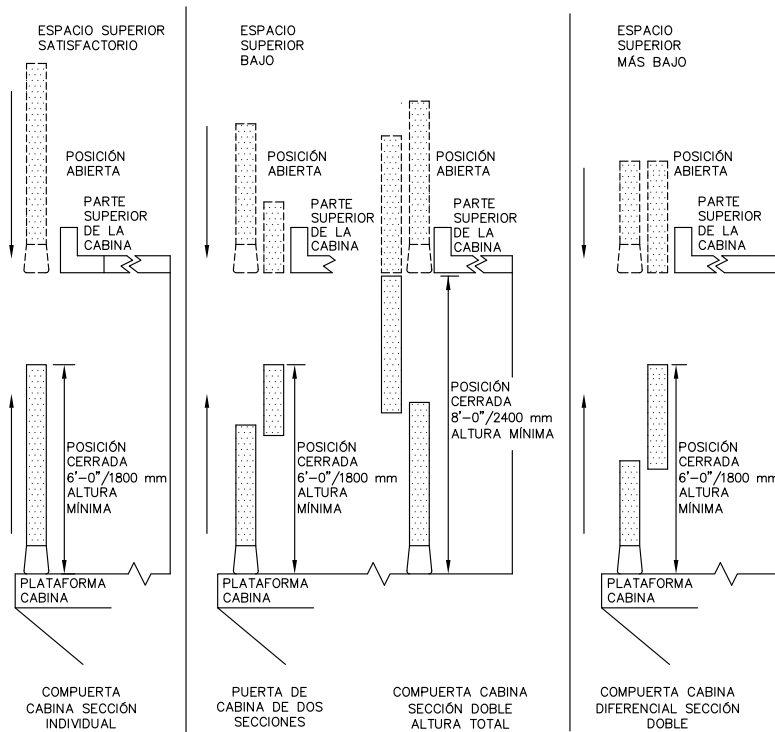 ESPACIO SUPERIOR
SATISFACTORIO
POSICIÓN
ABIERTA
PARTE
SUPERIOR
DE LA
CABINA
POSICIÓN
CERRADA
6'-0"/1800 mm
ALTURA
MÍNIMA
PLATAFORMA
CABINA
COMPUERTA
CABINA SECCIÓN
INDIVIDUAL
ESPACIO
SUPERIOR
BAJO
POSICIÓN
ABIERTA
PARTE
SUPERIOR
DE LA
CABINA
POSICIÓN
CERRADA
6'-0"/1800 mm
ALTURA
MÍNIMA
PLATAFORMA
CABINA
PUERTA DE
CABINA DE DOS
SECCIONES
POSICIÓN
ABIERTA
PARTE
SUPERIOR
DE LA
CABINA
POSICIÓN
CERRADA
8'-0"/2400 mm
ALTURA MÍNIMA
COMPUERTA CABINA
SECCIÓN DOBLE
ALTURA TOTAL
ESPACIO
SUPERIOR
MÁS BAJO
POSICIÓN
ABIERTA
PARTE
SUPERIOR
DE LA
CABINA
POSICIÓN
CERRADA
6'-0"/1800 mm
ALTURA
MÍNIMA
PLATAFORMA
CABINA
COMPUERTA CABINA
DIFERENCIAL SECCIÓN
DOBLE